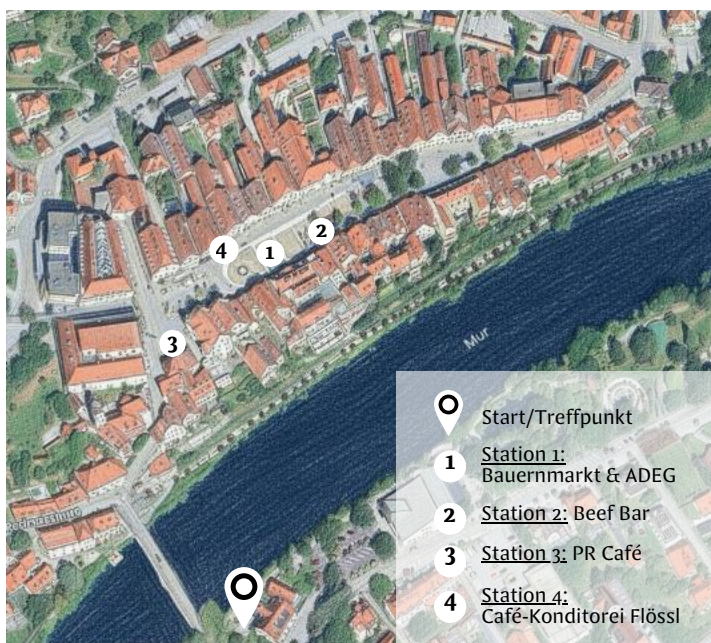 4
1
2
3
Mur
Start/Treffpunkt
1
Station 1:
Bauernmarkt & ADEG
2
Station 2: Beef Bar
3
Station 3: PR Café
4
Station 4:
Café-Konditorei Flössl